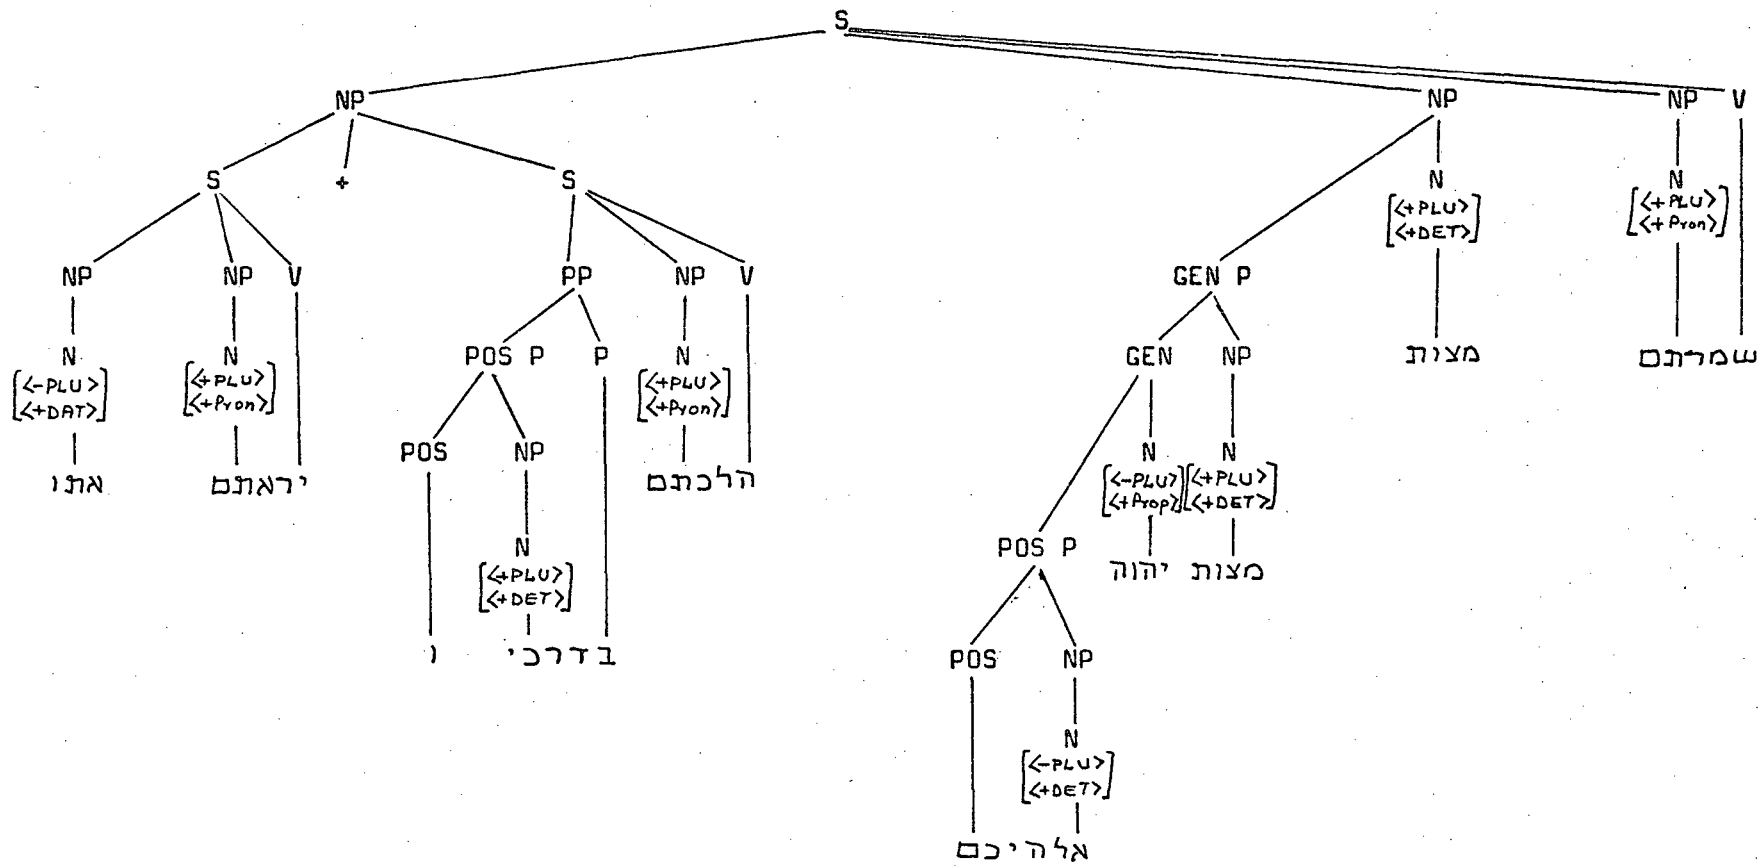 S
NP NP NP V
S + S N N
<+PLU> <+PLU>
<+DET> <+Pron>
NP NP V PP NP V GEN P
N N POS P P N GEN NP מצות שמרתם
<-PLU> <+PLU> <+PLU>
<+DAT> <+Pron> <+Pron>
POS NP N N
<-PLU> <+PLU>
<+Prop> <+DET>
אתו יראתם הלכתם
N POS P
<+PLU> יהוה מצות
<+DET>
ו בדרכי POS NP
N
<-PLU>
<+DET>
אלהיכם